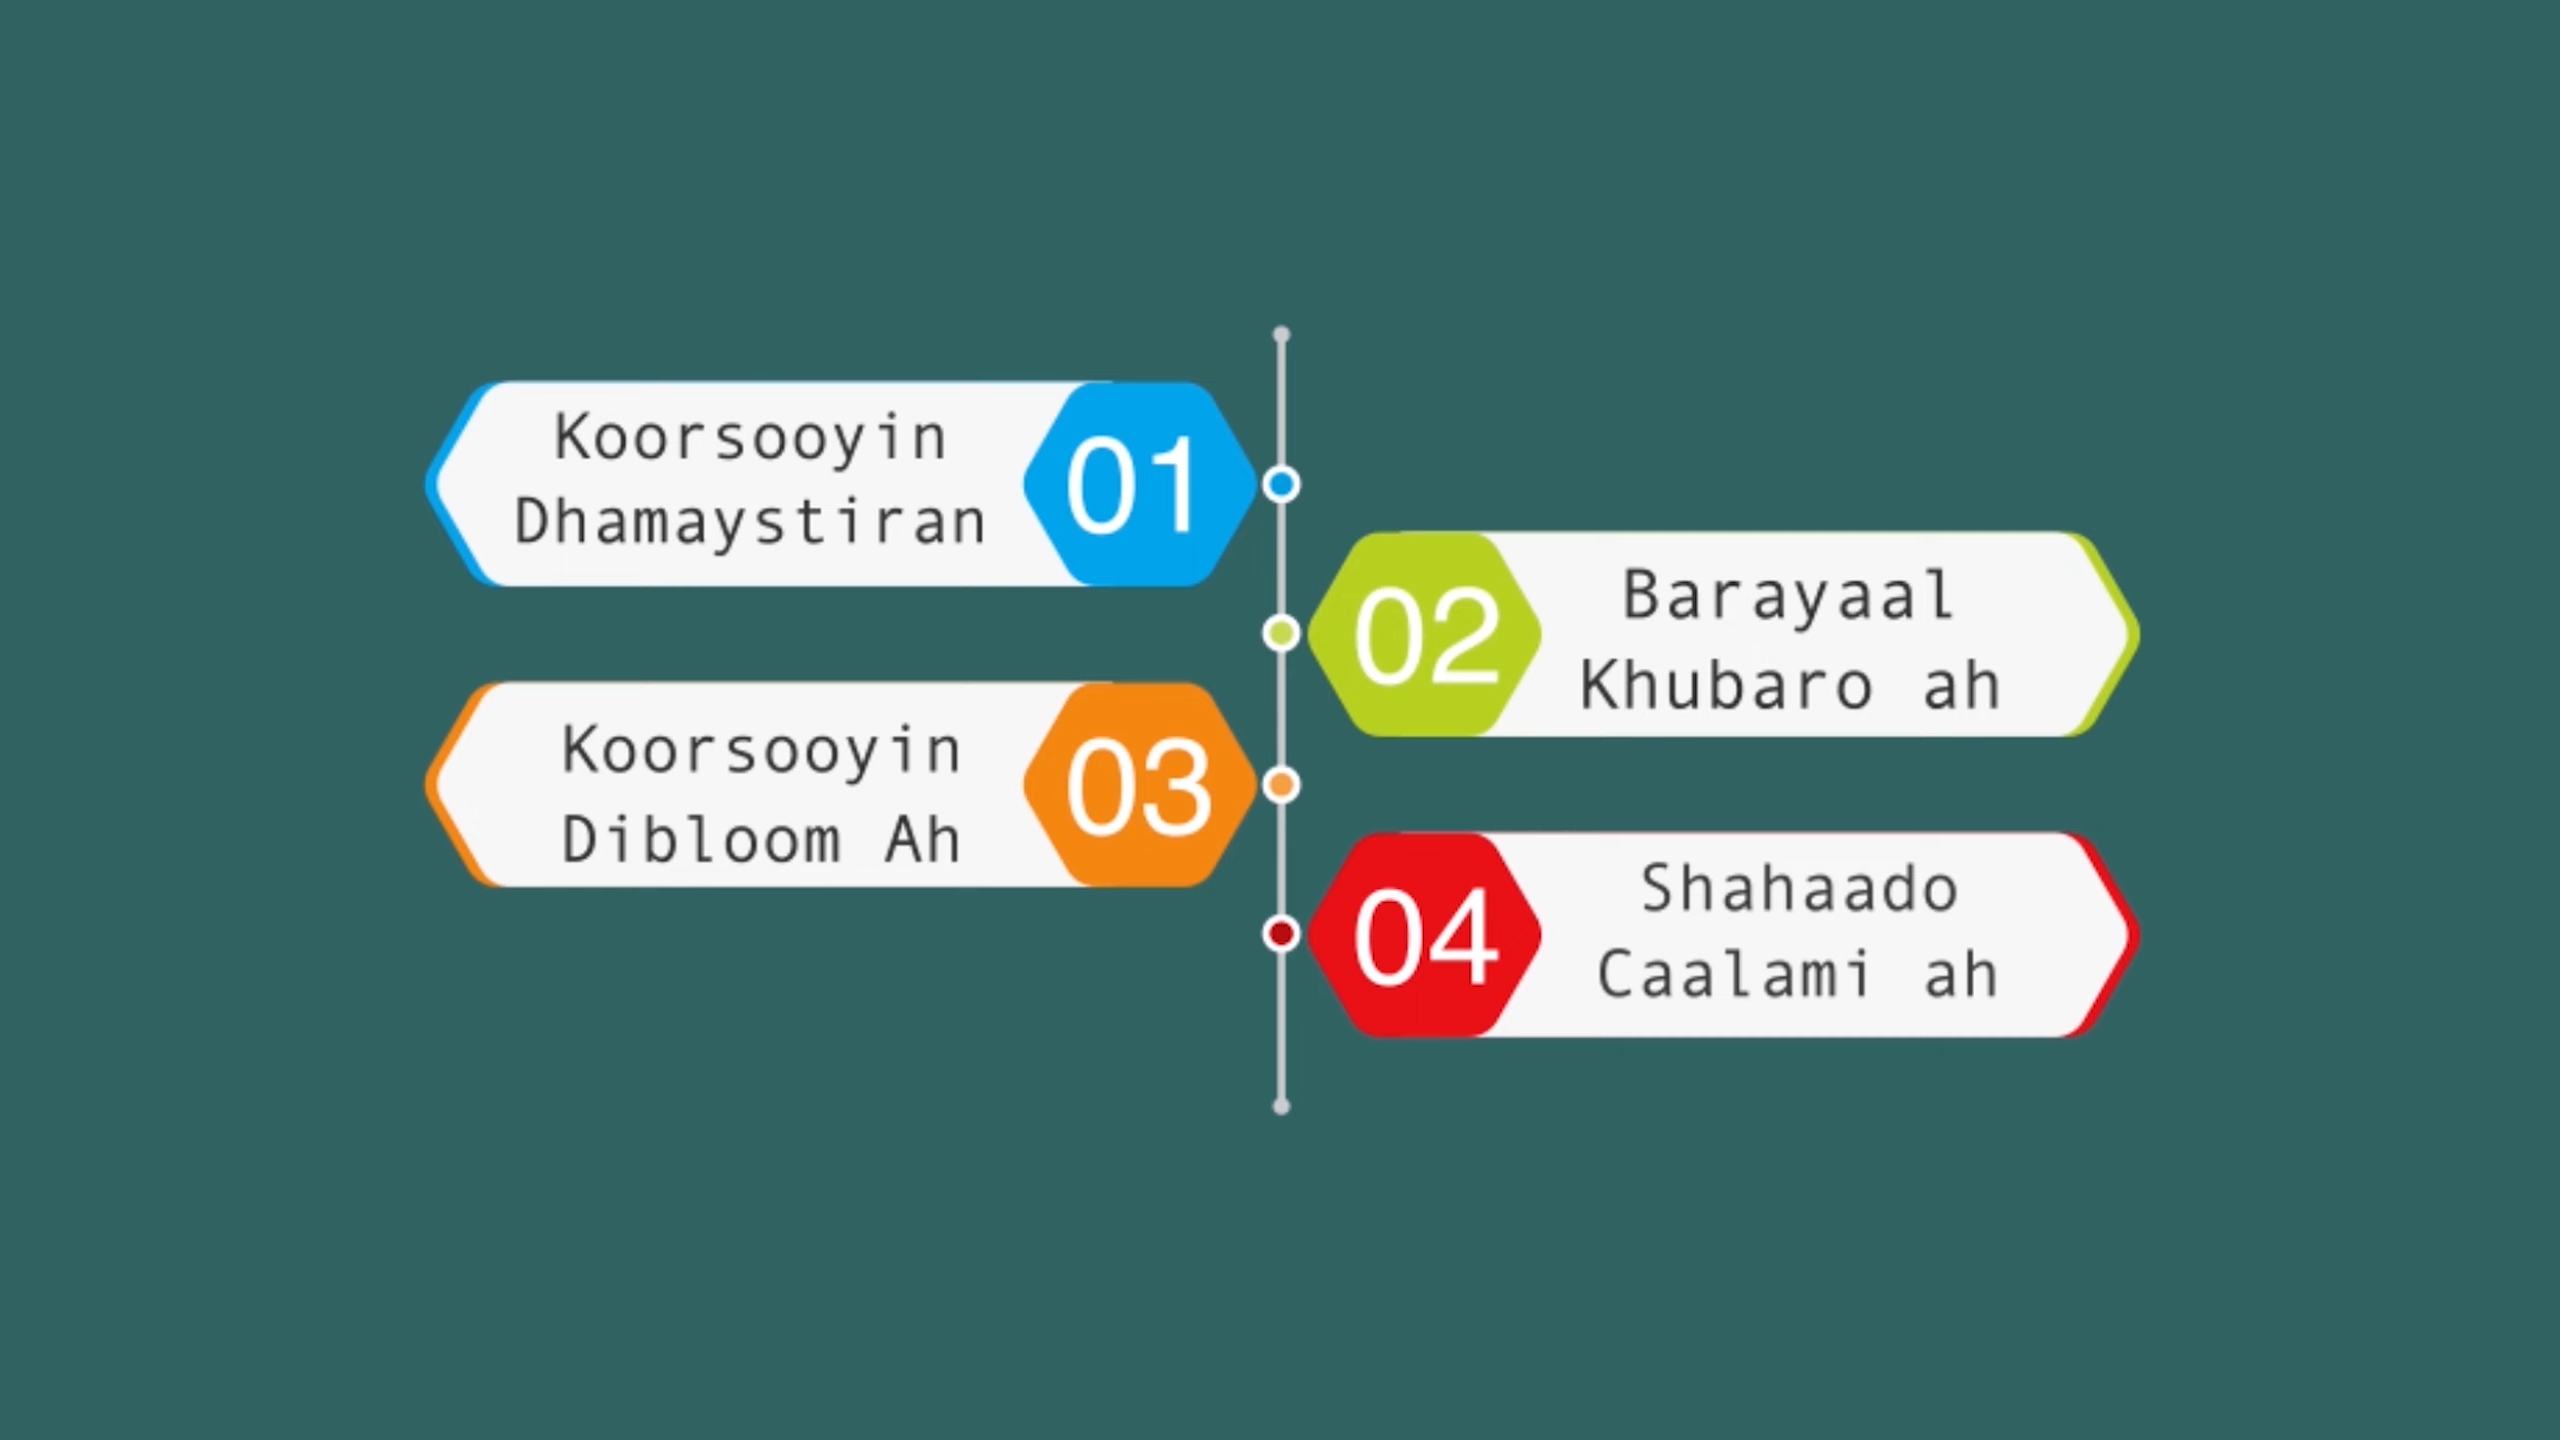 Koorsooyin
Dhamaystiran
01
02
Barayaal
Khubaro ah
Koorsooyin
Dibloom Ah
03
04
Shahaado
Caalami ah